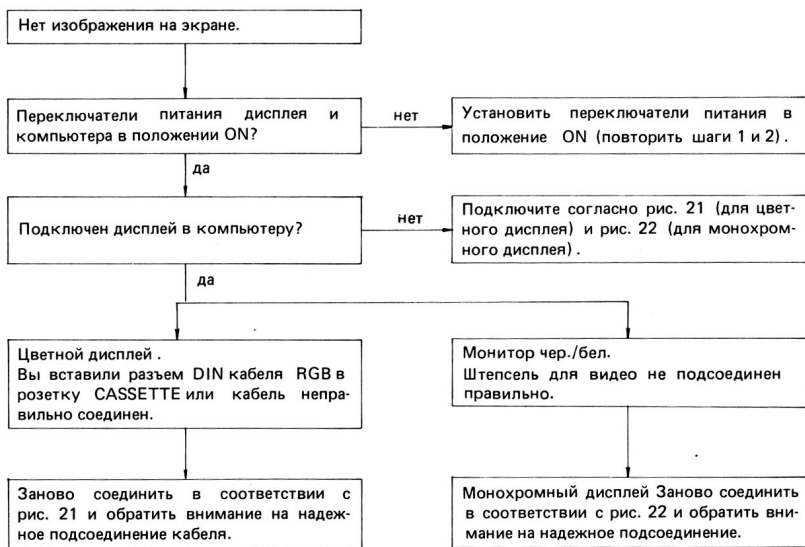 Нет изображения на экране.
Переключатели питания дисплея и
компьютера в положении ON?
нет
Установить переключатели питания в
положение ON (повторить шаги 1 и 2).
да
Подключен дисплей в компьютеру?
нет
Подключите согласно рис. 21 (для цвет-
ного дисплея) и рис. 22 (для монохром-
ного дисплея).
да
Цветной дисплей.
Вы вставили разъем DIN кабеля RGB в
розетку CASSETTE или кабель непра-
вильно соединен.
Монитор чер./бел.
Штепсель для видео не подсоединен
правильно.
Заново соединить в соответствии с
рис. 21 и обратить внимание на надеж-
ное подсоединение кабеля.
Монохромный дисплей Заново соединить
в соответствии с рис. 22 и обратить вни-
мание на надежное подсоединение.